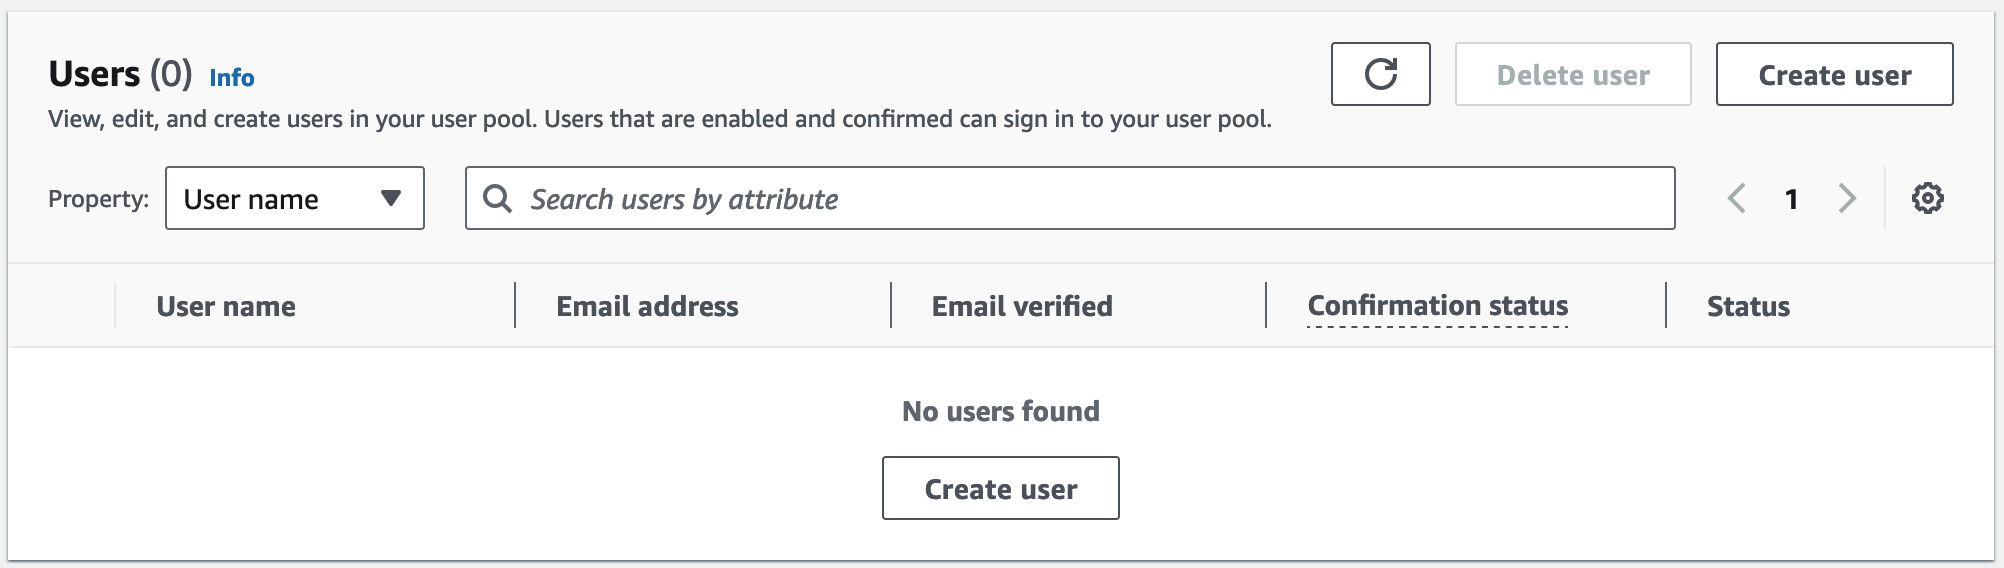 Users (0) Info
View, edit, and create users in your user pool. Users that are enabled and confirmed can sign in to your user pool.
Delete user
Create user
Property:
User name
Search users by attribute
1
User name
Email address
Email verified
Confirmation status
Status
No users found
Create user